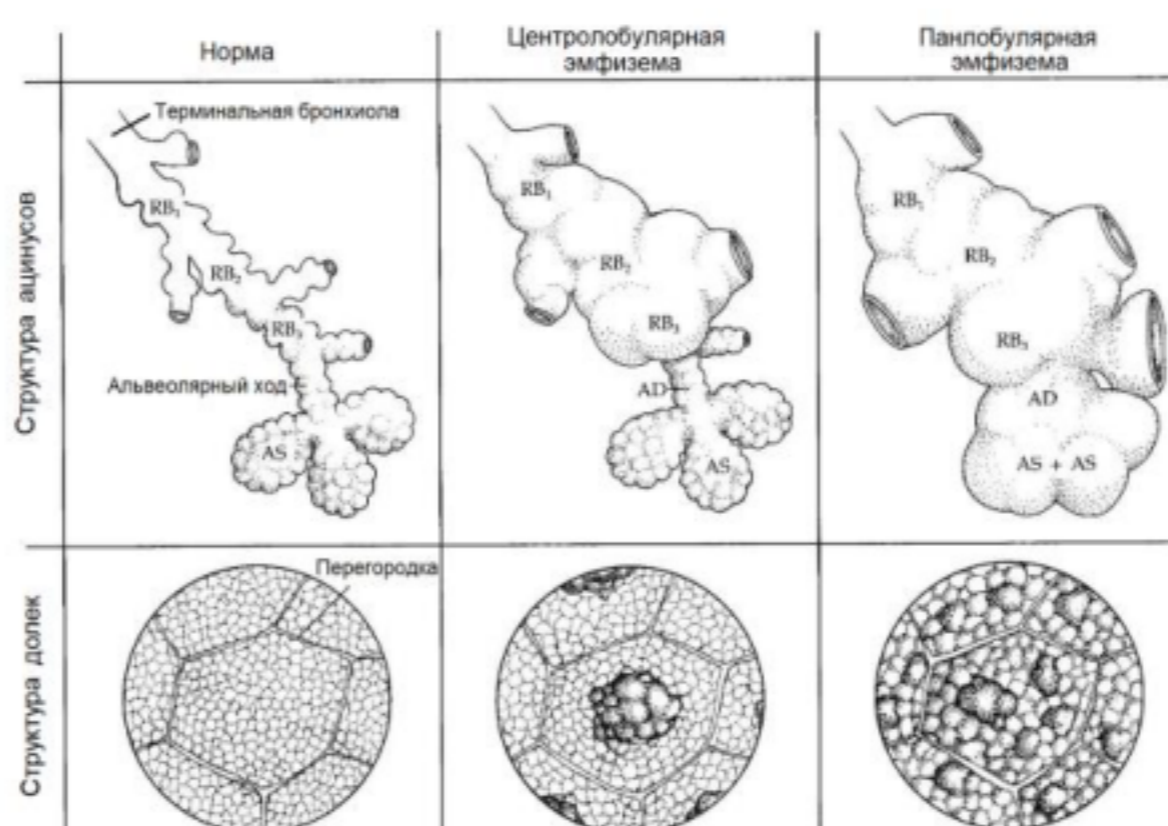 Норма
Центролобулярная
эмфизема
Панлобулярная
эмфизема
Структура ацинусов
Терминальная бронхиола
RB₁
RB₂
RB₃
Альвеолярный ход
AS
RB₁
RB₂
RB₃
AD
AS
RB₁
RB₂
RB₃
AD
AS + AS
Структура долек
Перегородка